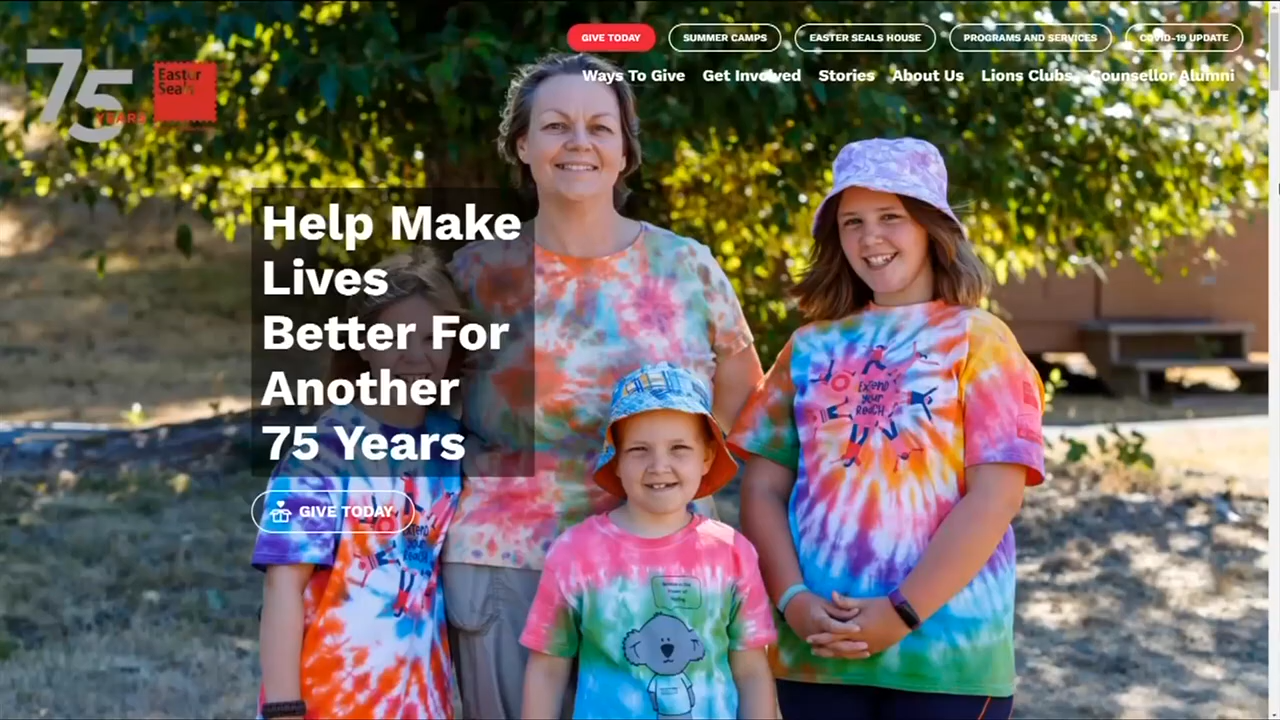 GIVE TODAY
SUMMER CAMPS
EASTER SEALS HOUSE
PROGRAMS AND SERVICES
COVID-19 UPDATE
Ways To Give
Get Involved
Stories
About Us
Lions Clubs
Counsellor Alumni
75
YEARS
Easter
Seals
Help Make
Lives
Better For
Another
75 Years
GIVE TODAY
EXTEND
YOUR
REACH